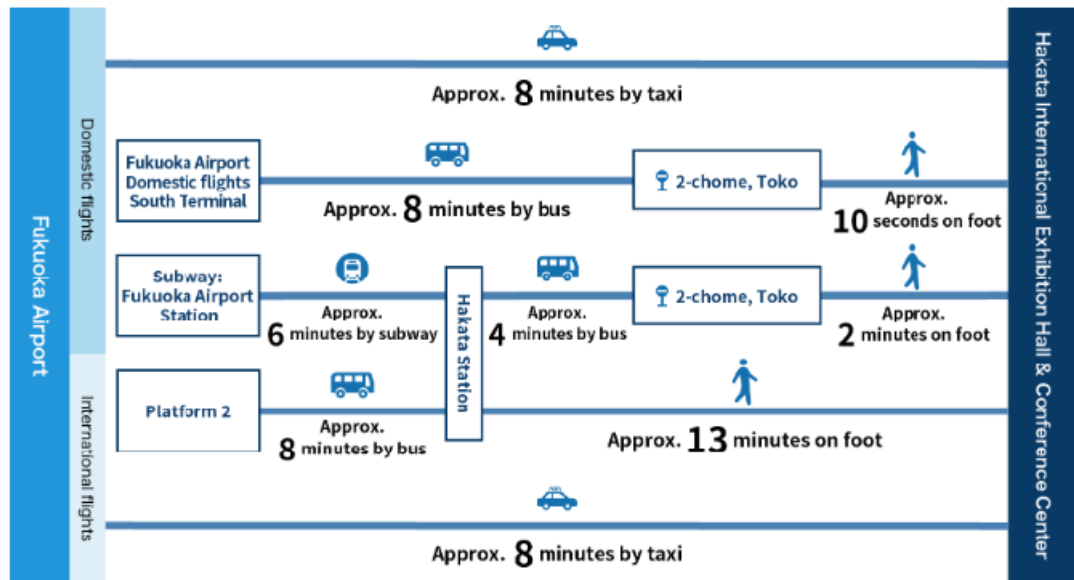 Fukuoka Airport
Domestic flights
International flights
Approx. 8 minutes by taxi
Fukuoka Airport
Domestic flights
South Terminal
Approx. 8 minutes by bus
2-chome, Toko
Approx.
10 seconds on foot
Subway:
Fukuoka Airport
Station
Approx.
6 minutes by subway
Hakata Station
Approx.
4 minutes by bus
2-chome, Toko
Approx.
2 minutes on foot
Platform 2
Approx.
8 minutes by bus
Approx. 13 minutes on foot
Approx. 8 minutes by taxi
Hakata International Exhibition Hall & Conference Center